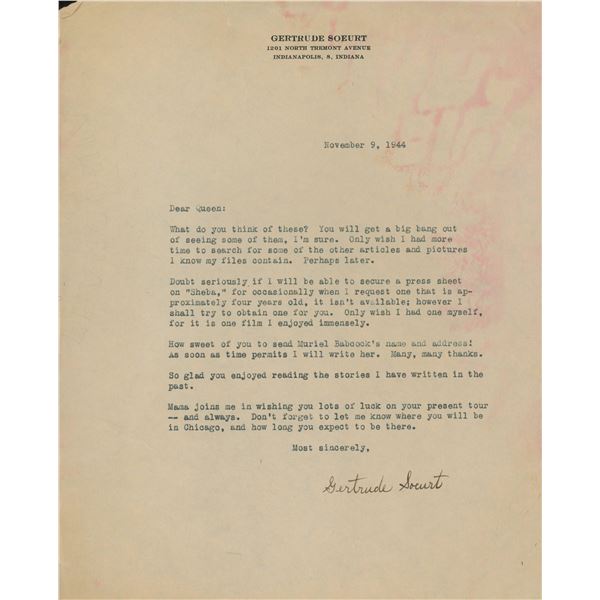 GERTRUDE SOEURT
1201 NORTH TREMONT AVENUE
INDIANAPOLIS, 8, INDIANA
November 9, 1944
Dear Queen:
What do you think of these? You will get a big bang out
of seeing some of them, I'm sure. Only wish I had more
time to search for some of the other articles and pictures
I know my files contain. Perhaps later.
Doubt seriously if I will be able to secure a press sheet
on "Sheba," for occasionally when I request one that is ap-
proximately four years old, it isn't available; however I
shall try to obtain one for you. Only wish I had one myself,
for it is one film I enjoyed immensely.
How sweet of you to send Muriel Babcock's name and address!
As soon as time permits I will write her. Many, many thanks.
So glad you enjoyed reading the stories I have written in the
past.
Mama joins me in wishing you lots of luck on your present tour
-- and always. Don't forget to let me know where you will be
in Chicago, and how long you expect to be there.
Most sincerely,
Gertrude Soeurt